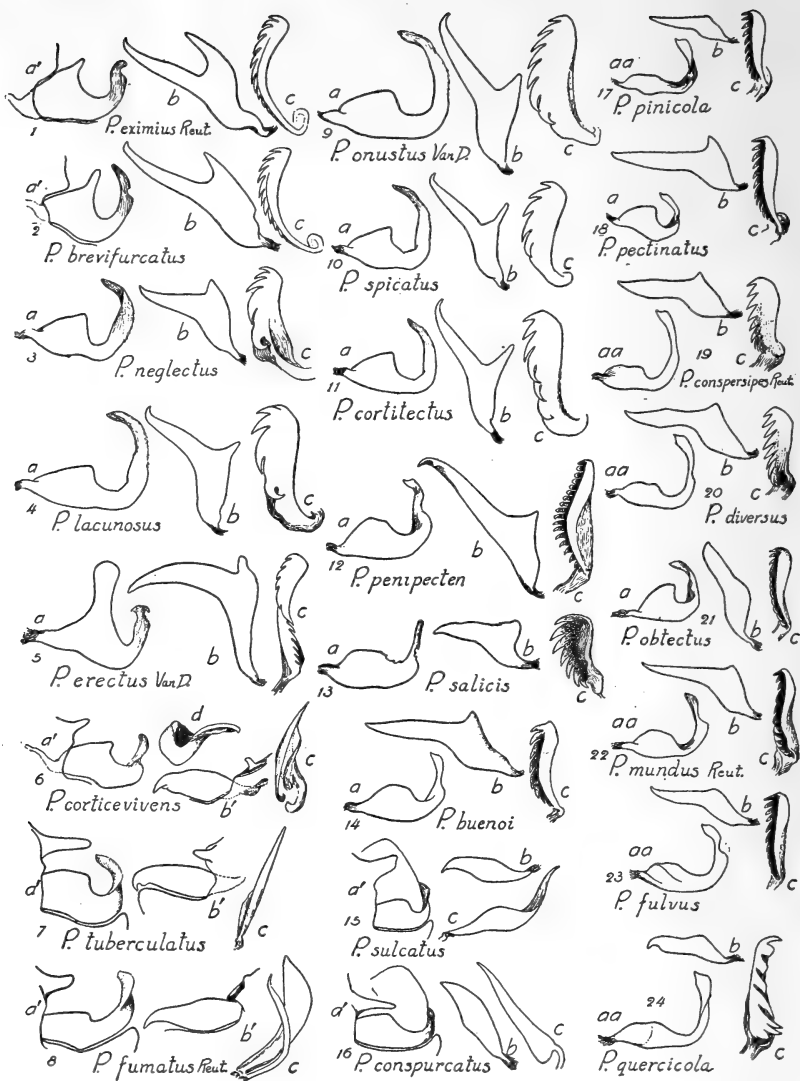 a' b c
1 P. eximius Reut.
a' b c
2 P. brevifurcatus
a b c
3 P. neglectus
a b c
4 P. lacunosus
a b c
5 P. erectus Van D.
a' d b' c
6 P. corticevivens
a' b' c
7 P. tuberculatus
a' b' c
8 P. fumatus Reut.
a b c
9 P. onustus Van D.
a b c
10 P. spicatus
a b c
11 P. cortitectus
a b c
12 P. penipecten
a b c
13 P. salicis
a b c
14 P. buenoi
a' b c
15 P. sulcatus
a' b c
16 P. conspurcatus
aa b c
17 P. pinicola
a b c
18 P. pectinatus
aa b c
19 P. conspersipes Reut.
aa b c
20 P. diversus
a b c
21 P. obtectus
aa b c
22 P. mundus Reut.
aa b c
23 P. fulvus
aa b c
24 P. quercicola